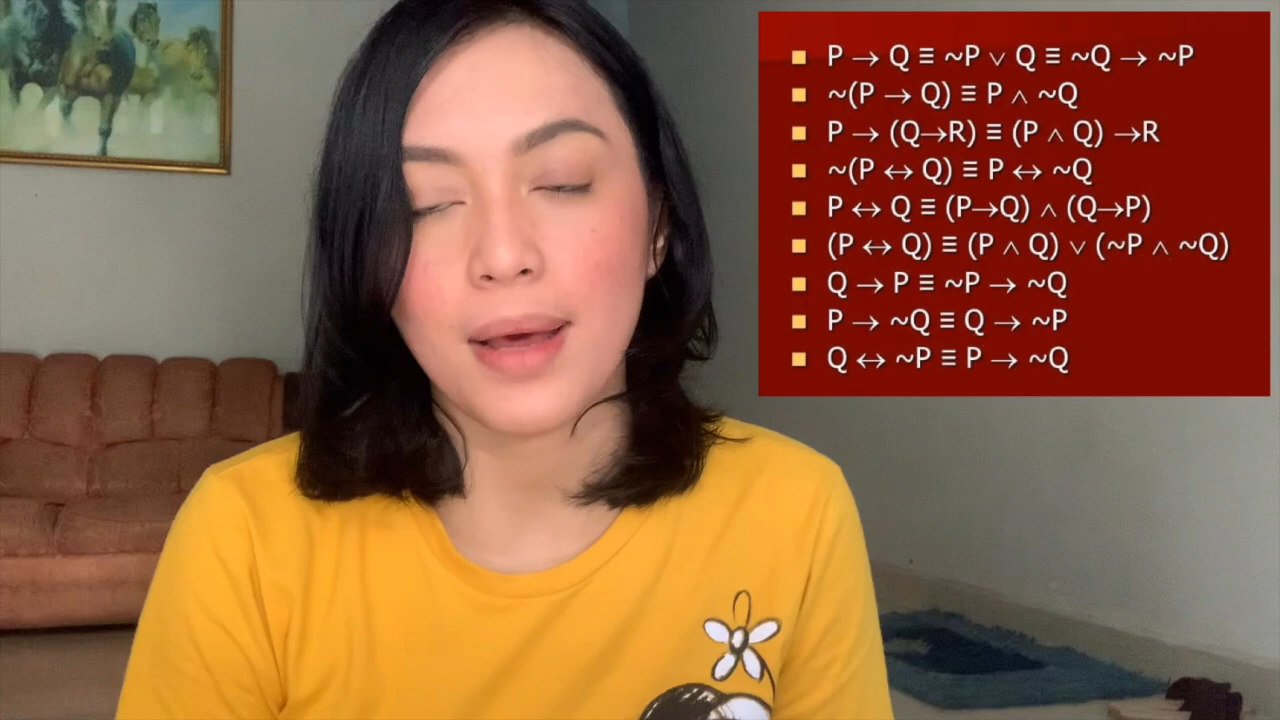 P → Q ≡ ~P ∨ Q ≡ ~Q → ~P
~(P → Q) ≡ P ∧ ~Q
P → (Q→R) ≡ (P ∧ Q) →R
~(P ↔ Q) ≡ P ↔ ~Q
P ↔ Q ≡ (P→Q) ∧ (Q→P)
(P ↔ Q) ≡ (P ∧ Q) ∨ (~P ∧ ~Q)
Q → P ≡ ~P → ~Q
P → ~Q ≡ Q → ~P
Q ↔ ~P ≡ P → ~Q